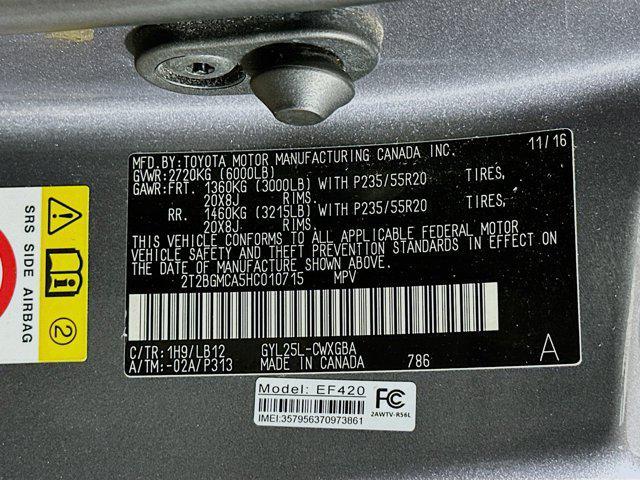 MFD.BY:TOYOTA MOTOR MANUFACTURING CANADA INC. 11/16
GVWR:2720KG (6000LB)
GAWR:FRT. 1360KG (3000LB) WITH P235/55R20 TIRES,
20X8J RIMS.
RR. 1460KG (3215LB) WITH P235/55R20 TIRES,
20X8J RIMS.
THIS VEHICLE CONFORMS TO ALL APPLICABLE FEDERAL MOTOR
VEHICLE SAFETY AND THEFT PREVENTION STANDARDS IN EFFECT ON
THE DATE OF MANUFACTURE SHOWN ABOVE.
2T2BGMCA5HC010715 MPV
C/TR:1H9/LB12 GYL25L-CWXGBA
A/TM:-02A/P313 MADE IN CANADA 786 A
SRS SIDE AIRBAG
2
Model: EF420
IMEI:357956370973861
FC
2AWTV-R56L